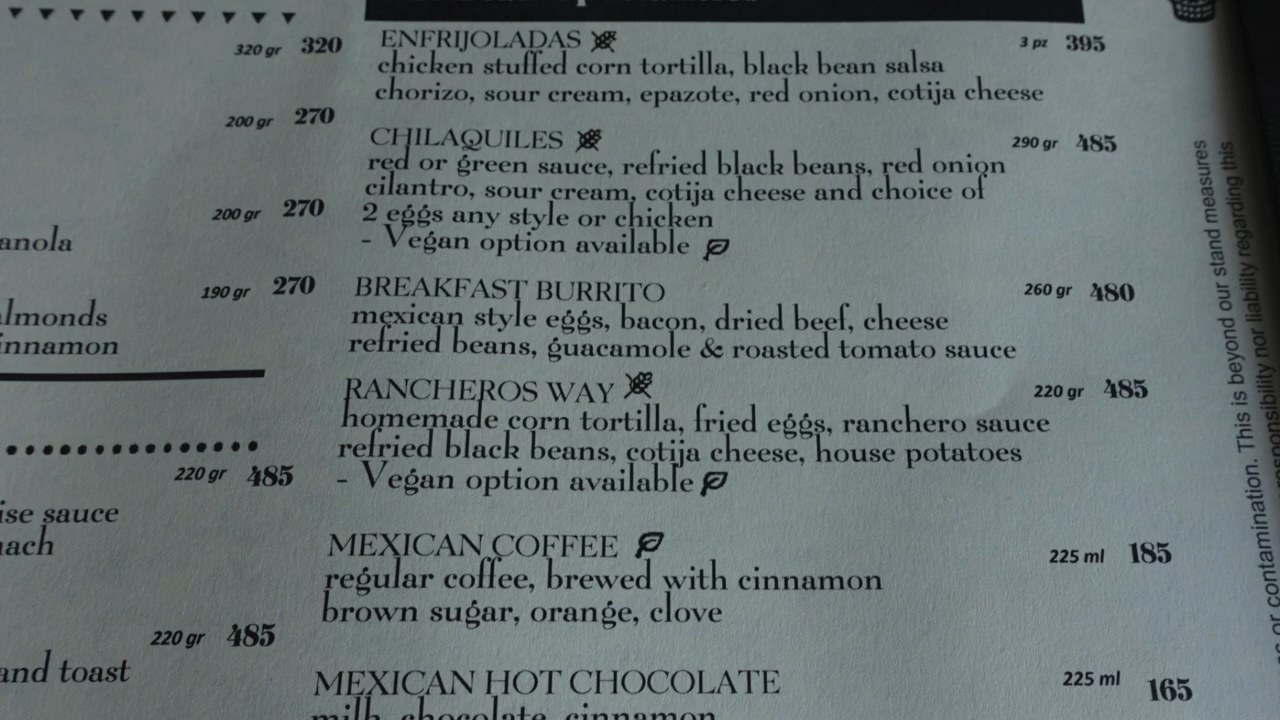 320 gr 320
200 gr 270
200 gr 270
anola
190 gr 270
lmonds
innamon
220 gr 485
ise sauce
ach
220 gr 485
and toast
ENFRIJOLADAS 3 pz 395
chicken stuffed corn tortilla, black bean salsa
chorizo, sour cream, epazote, red onion, cotija cheese
CHILAQUILES 290 gr 485
red or green sauce, refried black beans, red onion
cilantro, sour cream, cotija cheese and choice of
2 eggs any style or chicken
- Vegan option available
BREAKFAST BURRITO 260 gr 480
mexican style eggs, bacon, dried beef, cheese
refried beans, guacamole & roasted tomato sauce
RANCHEROS WAY 220 gr 485
homemade corn tortilla, fried eggs, ranchero sauce
refried black beans, cotija cheese, house potatoes
- Vegan option available
MEXICAN COFFEE 225 ml 185
regular coffee, brewed with cinnamon
brown sugar, orange, clove
MEXICAN HOT CHOCOLATE 225 ml 165
milk, chocolate, cinnamon
or contamination. This is beyond our stand measures
responsibility nor liability regarding this